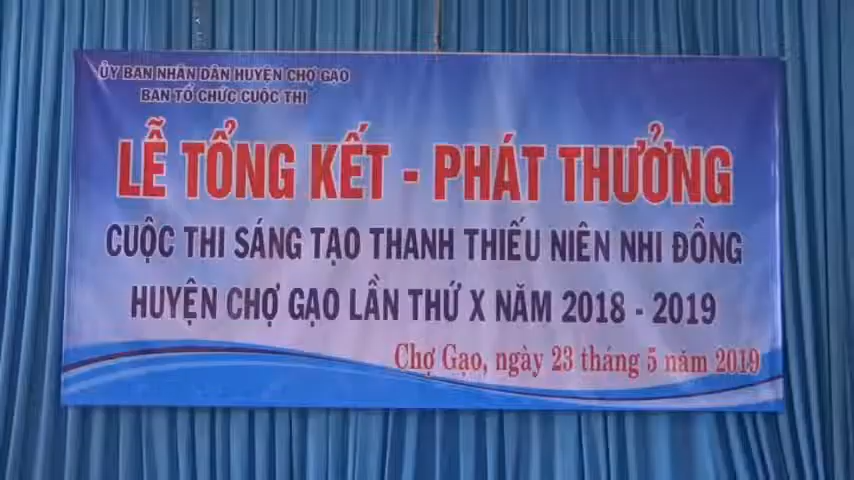 ỦY BAN NHÂN DÂN HUYỆN CHỢ GẠO
BAN TỔ CHỨC CUỘC THI
LỄ TỔNG KẾT - PHÁT THƯỞNG
CUỘC THI SÁNG TẠO THANH THIẾU NIÊN NHI ĐỒNG
HUYỆN CHỢ GẠO LẦN THỨ X NĂM 2018 - 2019
Chợ Gạo, ngày 23 tháng 5 năm 2019